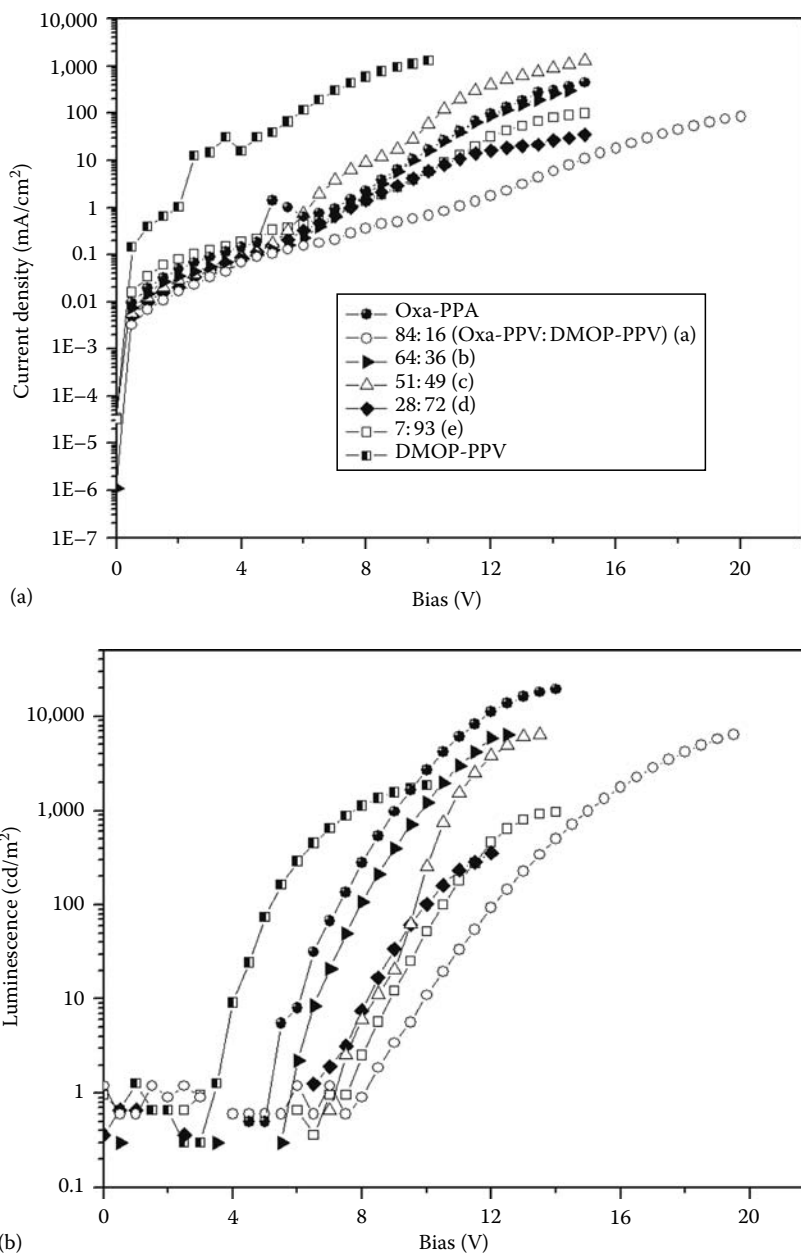 10,000
1,000
100
10
1
0.1
0.01
1E−3
1E−4
1E−5
1E−6
1E−7
Current density (mA/cm²)
Oxa-PPA
84:16 (Oxa-PPV:DMOP-PPV) (a)
64:36 (b)
51:49 (c)
28:72 (d)
7:93 (e)
DMOP-PPV
0 4 8 12 16 20
Bias (V)
(a)
10,000
1,000
100
10
1
0.1
Luminescence (cd/m²)
0 4 8 12 16 20
Bias (V)
(b)